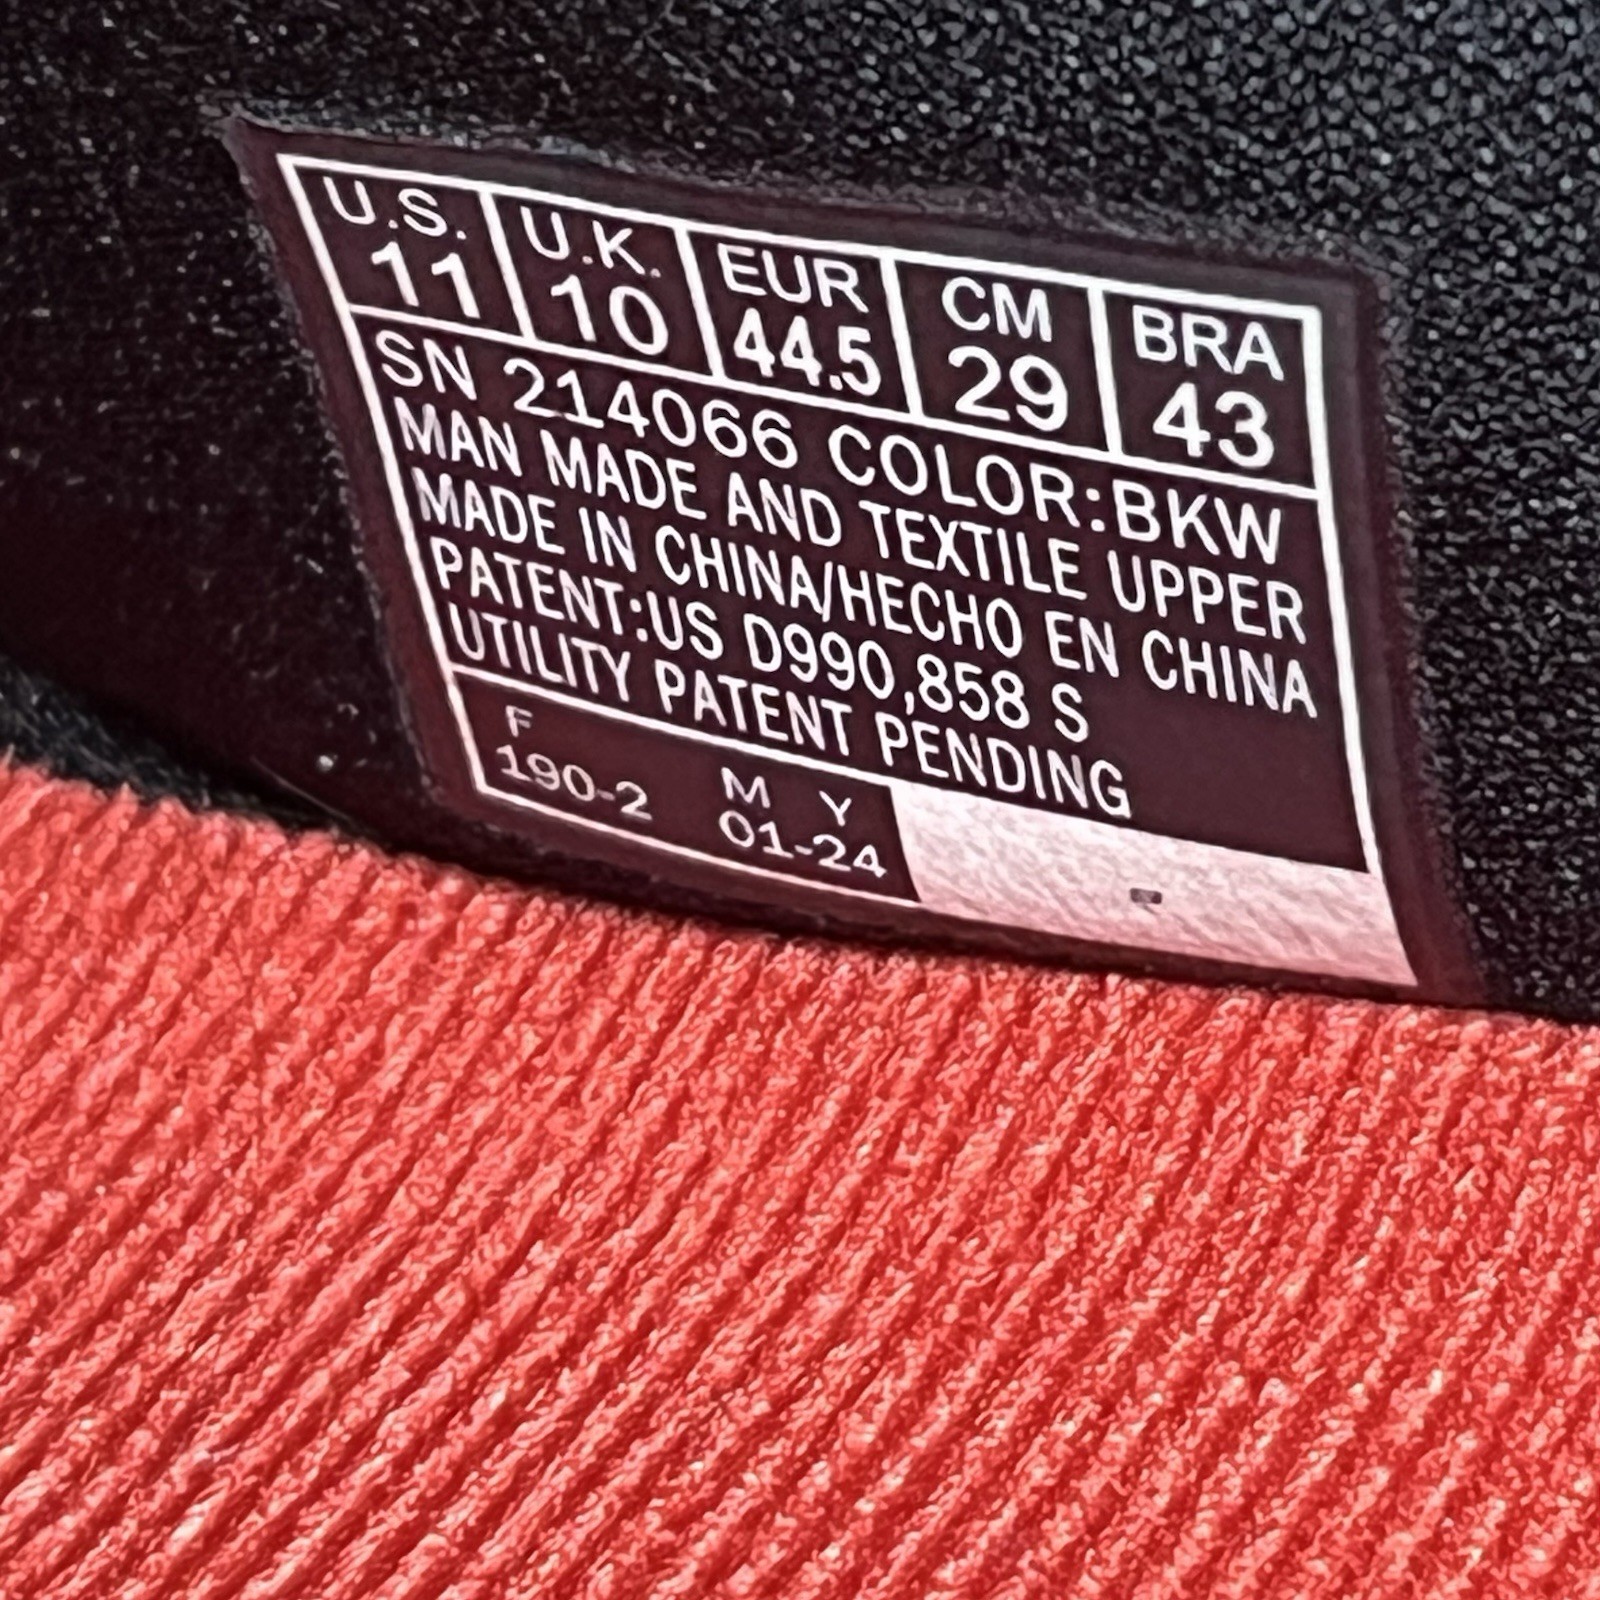 U.S. U.K. EUR CM BRA
11 10 44.5 29 43
SN 214066 COLOR:BKW
MAN MADE AND TEXTILE UPPER
MADE IN CHINA/HECHO EN CHINA
PATENT:US D990,858 S
UTILITY PATENT PENDING
F M Y
190-2 01-24